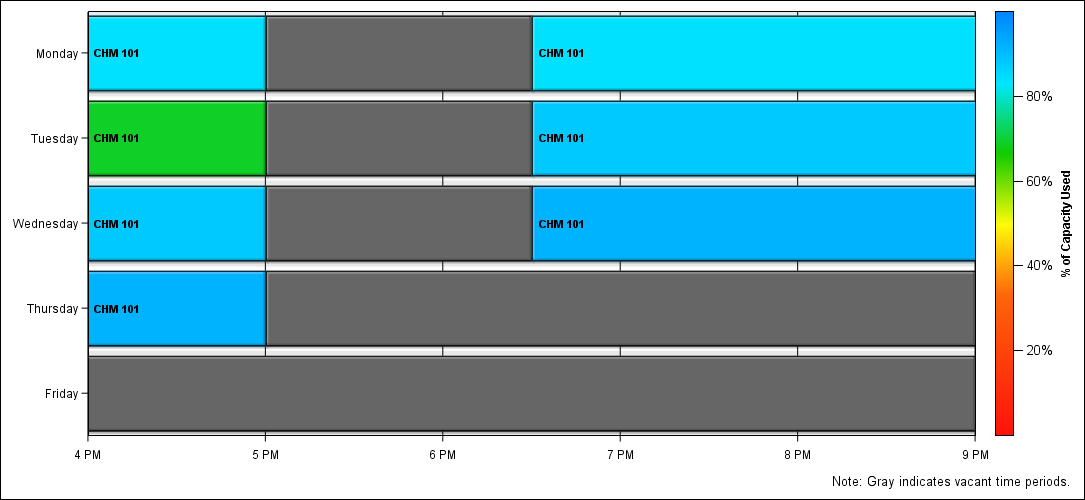 Monday
CHM 101
CHM 101
Tuesday
CHM 101
CHM 101
Wednesday
CHM 101
CHM 101
Thursday
CHM 101
Friday
4 PM
5 PM
6 PM
7 PM
8 PM
9 PM
80%
60%
40%
20%
% of Capacity Used
Note: Gray indicates vacant time periods.